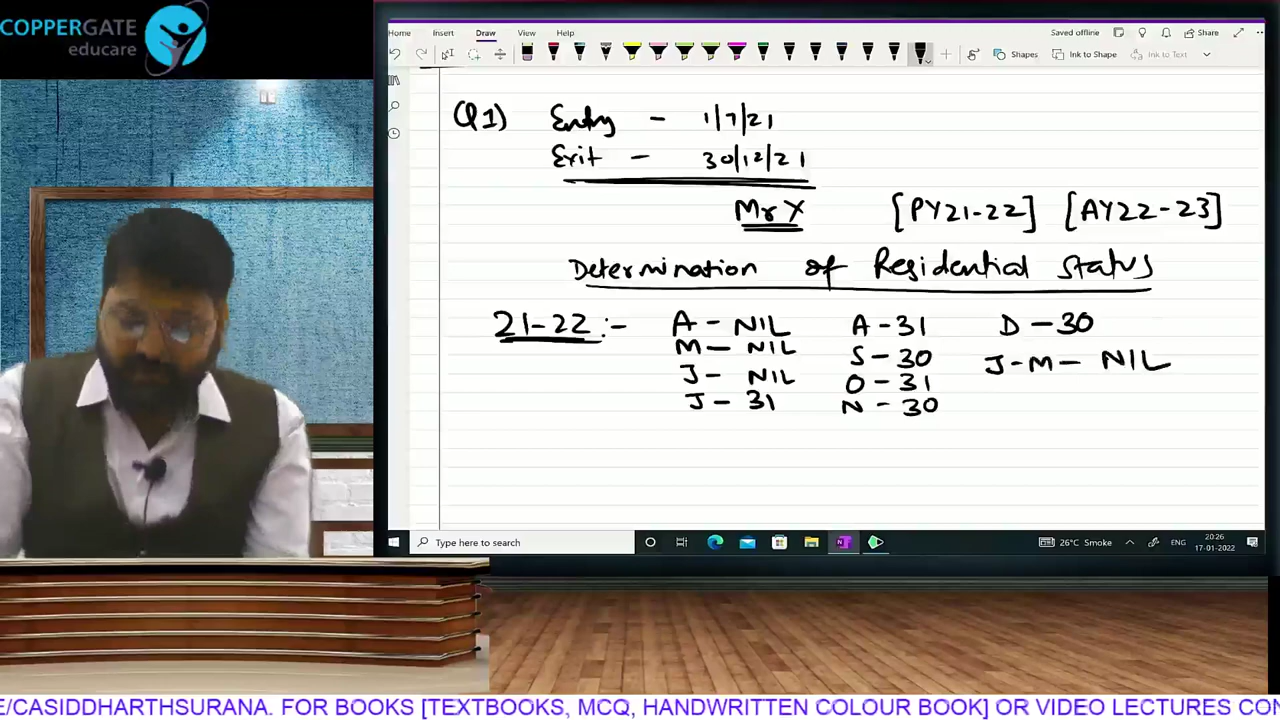 COPPERGATE
educare
Home Insert Draw View Help
Saved offline
Share
Shapes
Ink to Shape
Ink to Text
Q1) Entry - 1/7/21
Exit - 30/12/21
Mr X [PY21-22] [AY22-23]
Determination of Residential Status
21-22:- A - NIL A - 31 D - 30
M - NIL S - 30 J-M - NIL
J - NIL O - 31
J - 31 N - 30
Type here to search
26°C Smoke
ENG
20:26
17-01-2022
E/CASIDDHARTHSURANA. FOR BOOKS [TEXTBOOKS, MCQ, HANDWRITTEN COLOUR BOOK] OR VIDEO LECTURES CON